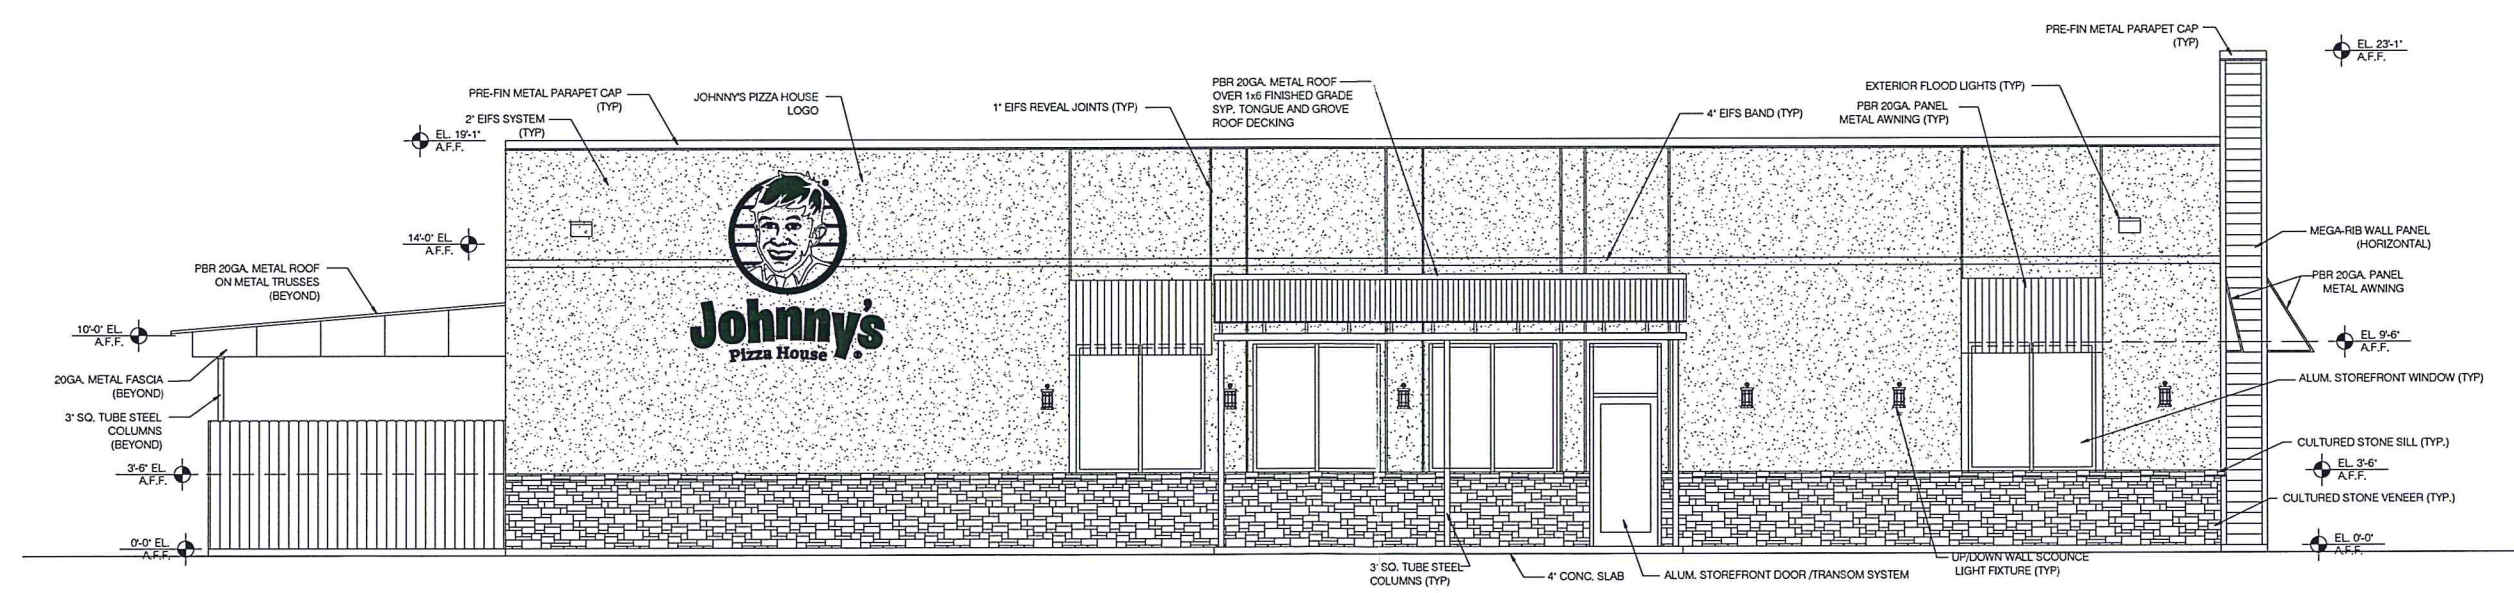 PRE-FIN METAL PARAPET CAP
(TYP)
EL. 23'-1"
A.F.F.
PRE-FIN METAL PARAPET CAP
(TYP)
2" EIFS SYSTEM
(TYP)
EL. 19'-1"
A.F.F.
JOHNNY'S PIZZA HOUSE
LOGO
1" EIFS REVEAL JOINTS (TYP)
PBR 20GA. METAL ROOF
OVER 1x6 FINISHED GRADE
SYP. TONGUE AND GROVE
ROOF DECKING
4" EIFS BAND (TYP)
EXTERIOR FLOOD LIGHTS (TYP)
PBR 20GA. PANEL
METAL AWNING (TYP)
14'-0" EL.
A.F.F.
MEGA-RIB WALL PANEL
(HORIZONTAL)
PBR 20GA. METAL ROOF
ON METAL TRUSSES
(BEYOND)
PBR 20GA. PANEL
METAL AWNING
10'-0" EL.
A.F.F.
Johnny's
Pizza House
®
EL. 9'-6"
A.F.F.
20GA. METAL FASCIA
(BEYOND)
ALUM. STOREFRONT WINDOW (TYP)
3" SQ. TUBE STEEL
COLUMNS
(BEYOND)
CULTURED STONE SILL (TYP.)
3'-6" EL.
A.F.F.
EL. 3'-6"
A.F.F.
CULTURED STONE VENEER (TYP.)
0'-0" EL.
A.F.F.
EL. 0'-0"
A.F.F.
3" SQ. TUBE STEEL
COLUMNS (TYP)
4" CONC. SLAB
ALUM. STOREFRONT DOOR /TRANSOM SYSTEM
UP/DOWN WALL SCOUNCE
LIGHT FIXTURE (TYP)